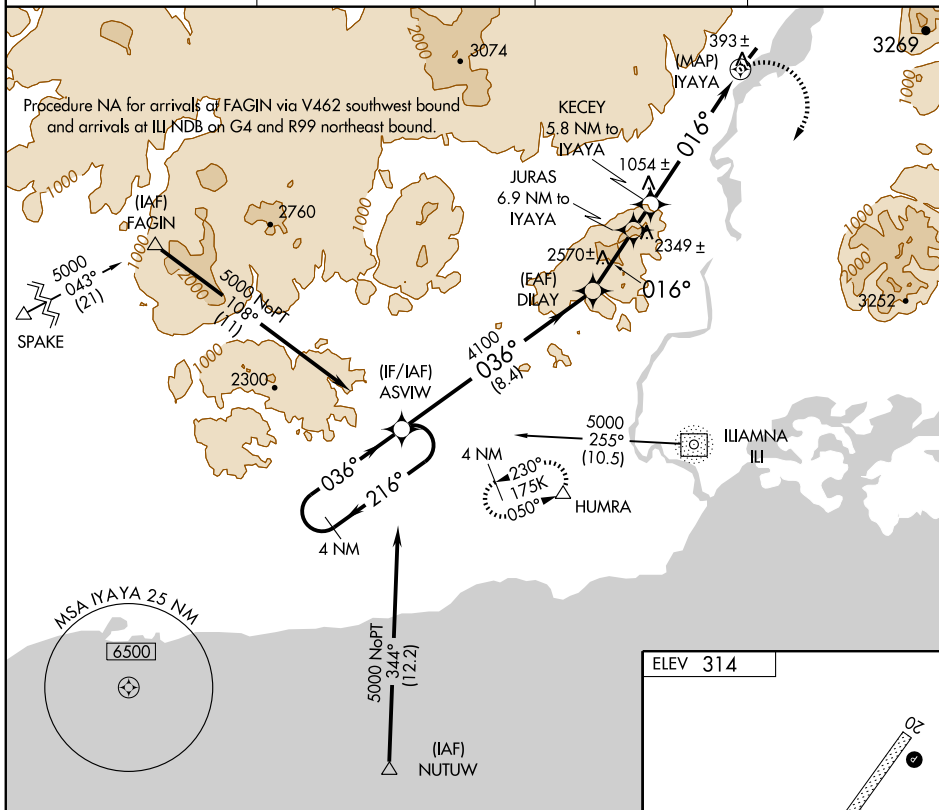 2000
3074
393 ±
(MAP)
IYAYA
3269
1000
Procedure NA for arrivals at FAGIN via V462 southwest bound
and arrivals at ILI NDB on G4 and R99 northeast bound.
KECEY
5.8 NM to
IYAYA
016°
1054 ±
JURAS
6.9 NM to
IYAYA
1000
(IAF)
FAGIN
1000
2760
1000
1000
2000
5000
043°
(21)
SPAKE
2000
5000 NoPT
108°
(11)
2570±
2349 ±
(FAF)
DILAY
016°
3252
1000
2300
(IF/IAF)
ASVIW
4100
036°
(8.4)
5000
255°
(10.5)
ILIAMNA
ILI
036°
216°
4 NM
4 NM
230°
175K
050°
HUMRA
MSA IYAYA 25 NM
6500
5000 NoPT
344°
(12.2)
(IAF)
NUTUW
ELEV 314
20
P